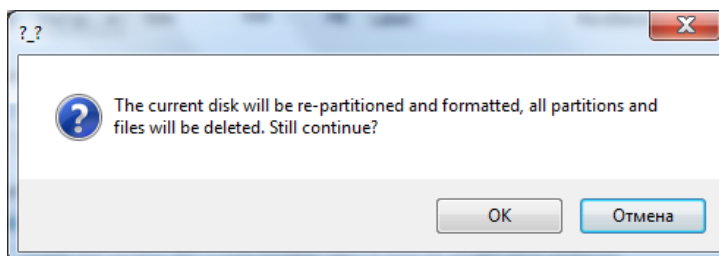 ?_?
The current disk will be re-partitioned and formatted, all partitions and
files will be deleted. Still continue?
OK
Отмена